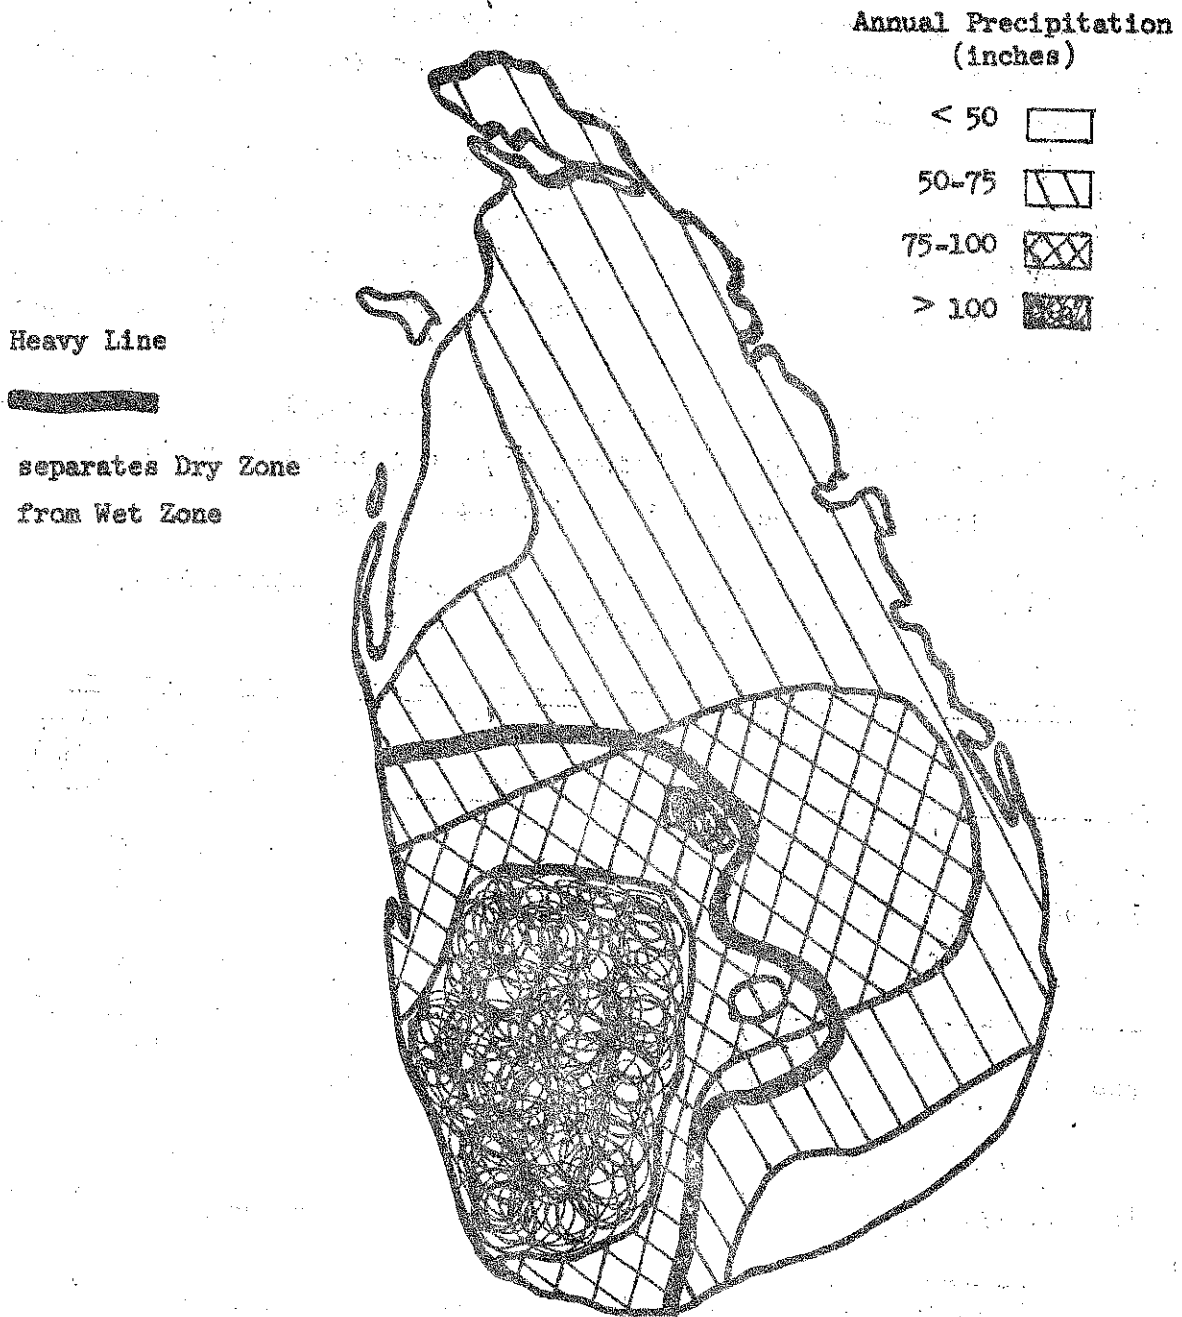 Annual Precipitation
(inches)
< 50
50-75
75-100
> 100
Heavy Line
separates Dry Zone
from Wet Zone